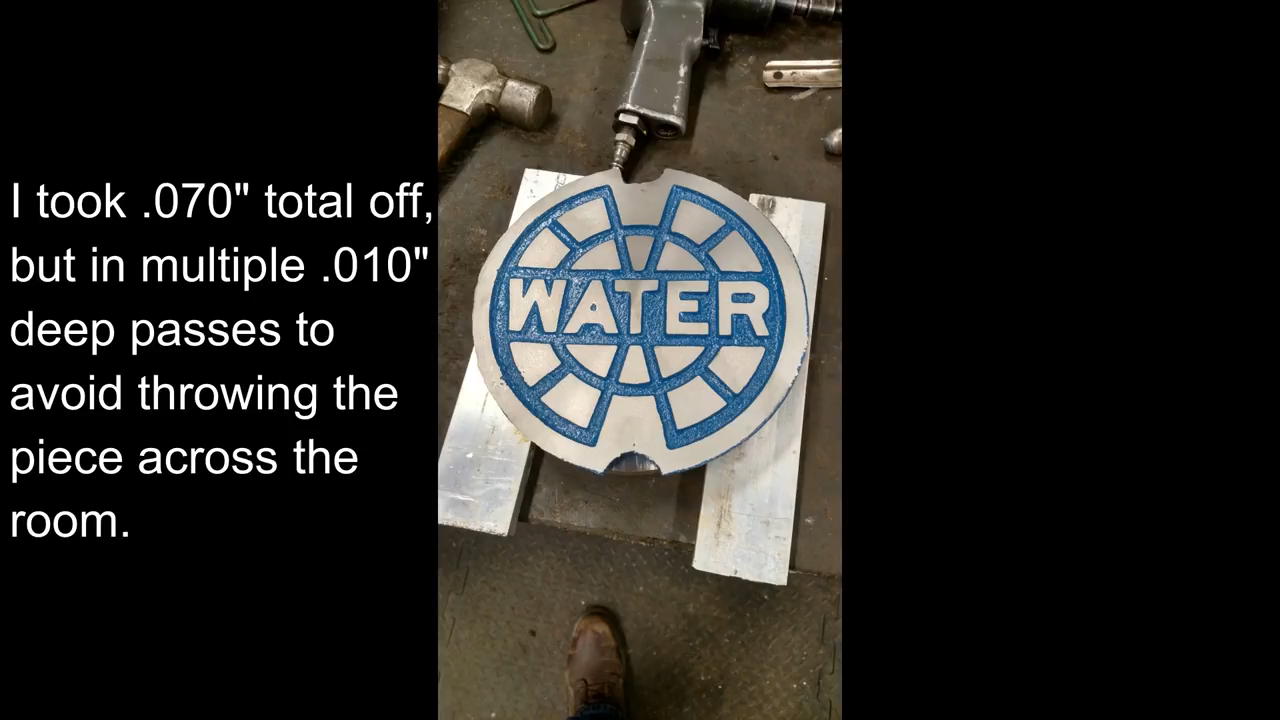 I took .070" total off,
but in multiple .010"
deep passes to
avoid throwing the
piece across the
room.
WATER